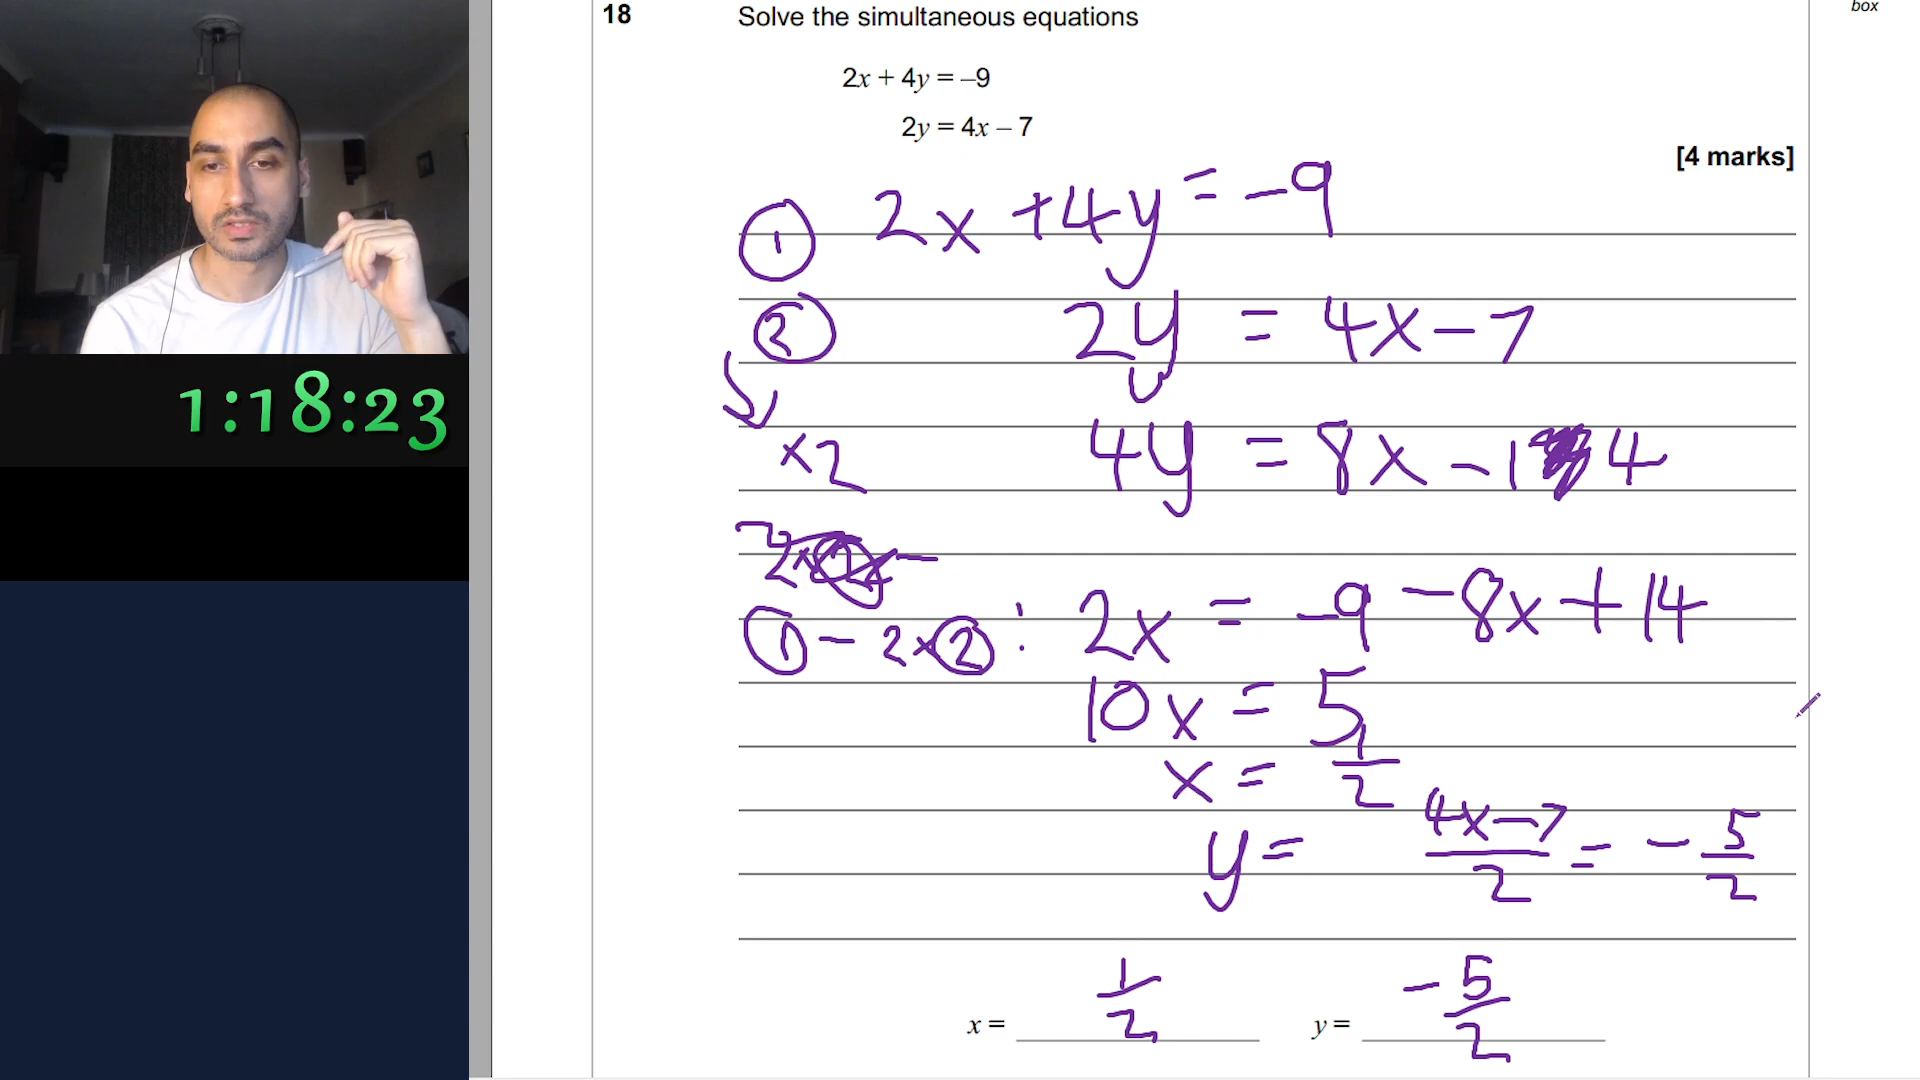 box
18 Solve the simultaneous equations
2x + 4y = –9
2y = 4x – 7
[4 marks]
① 2x + 4y = -9
② 2y = 4x - 7
1:18:23
×2 4y = 8x - 14
① - 2×② : 2x = -9 - 8x + 14
10x = 5
x = 1/2
y = (4x-7)/2 = -5/2
x = 1/2 y = -5/2